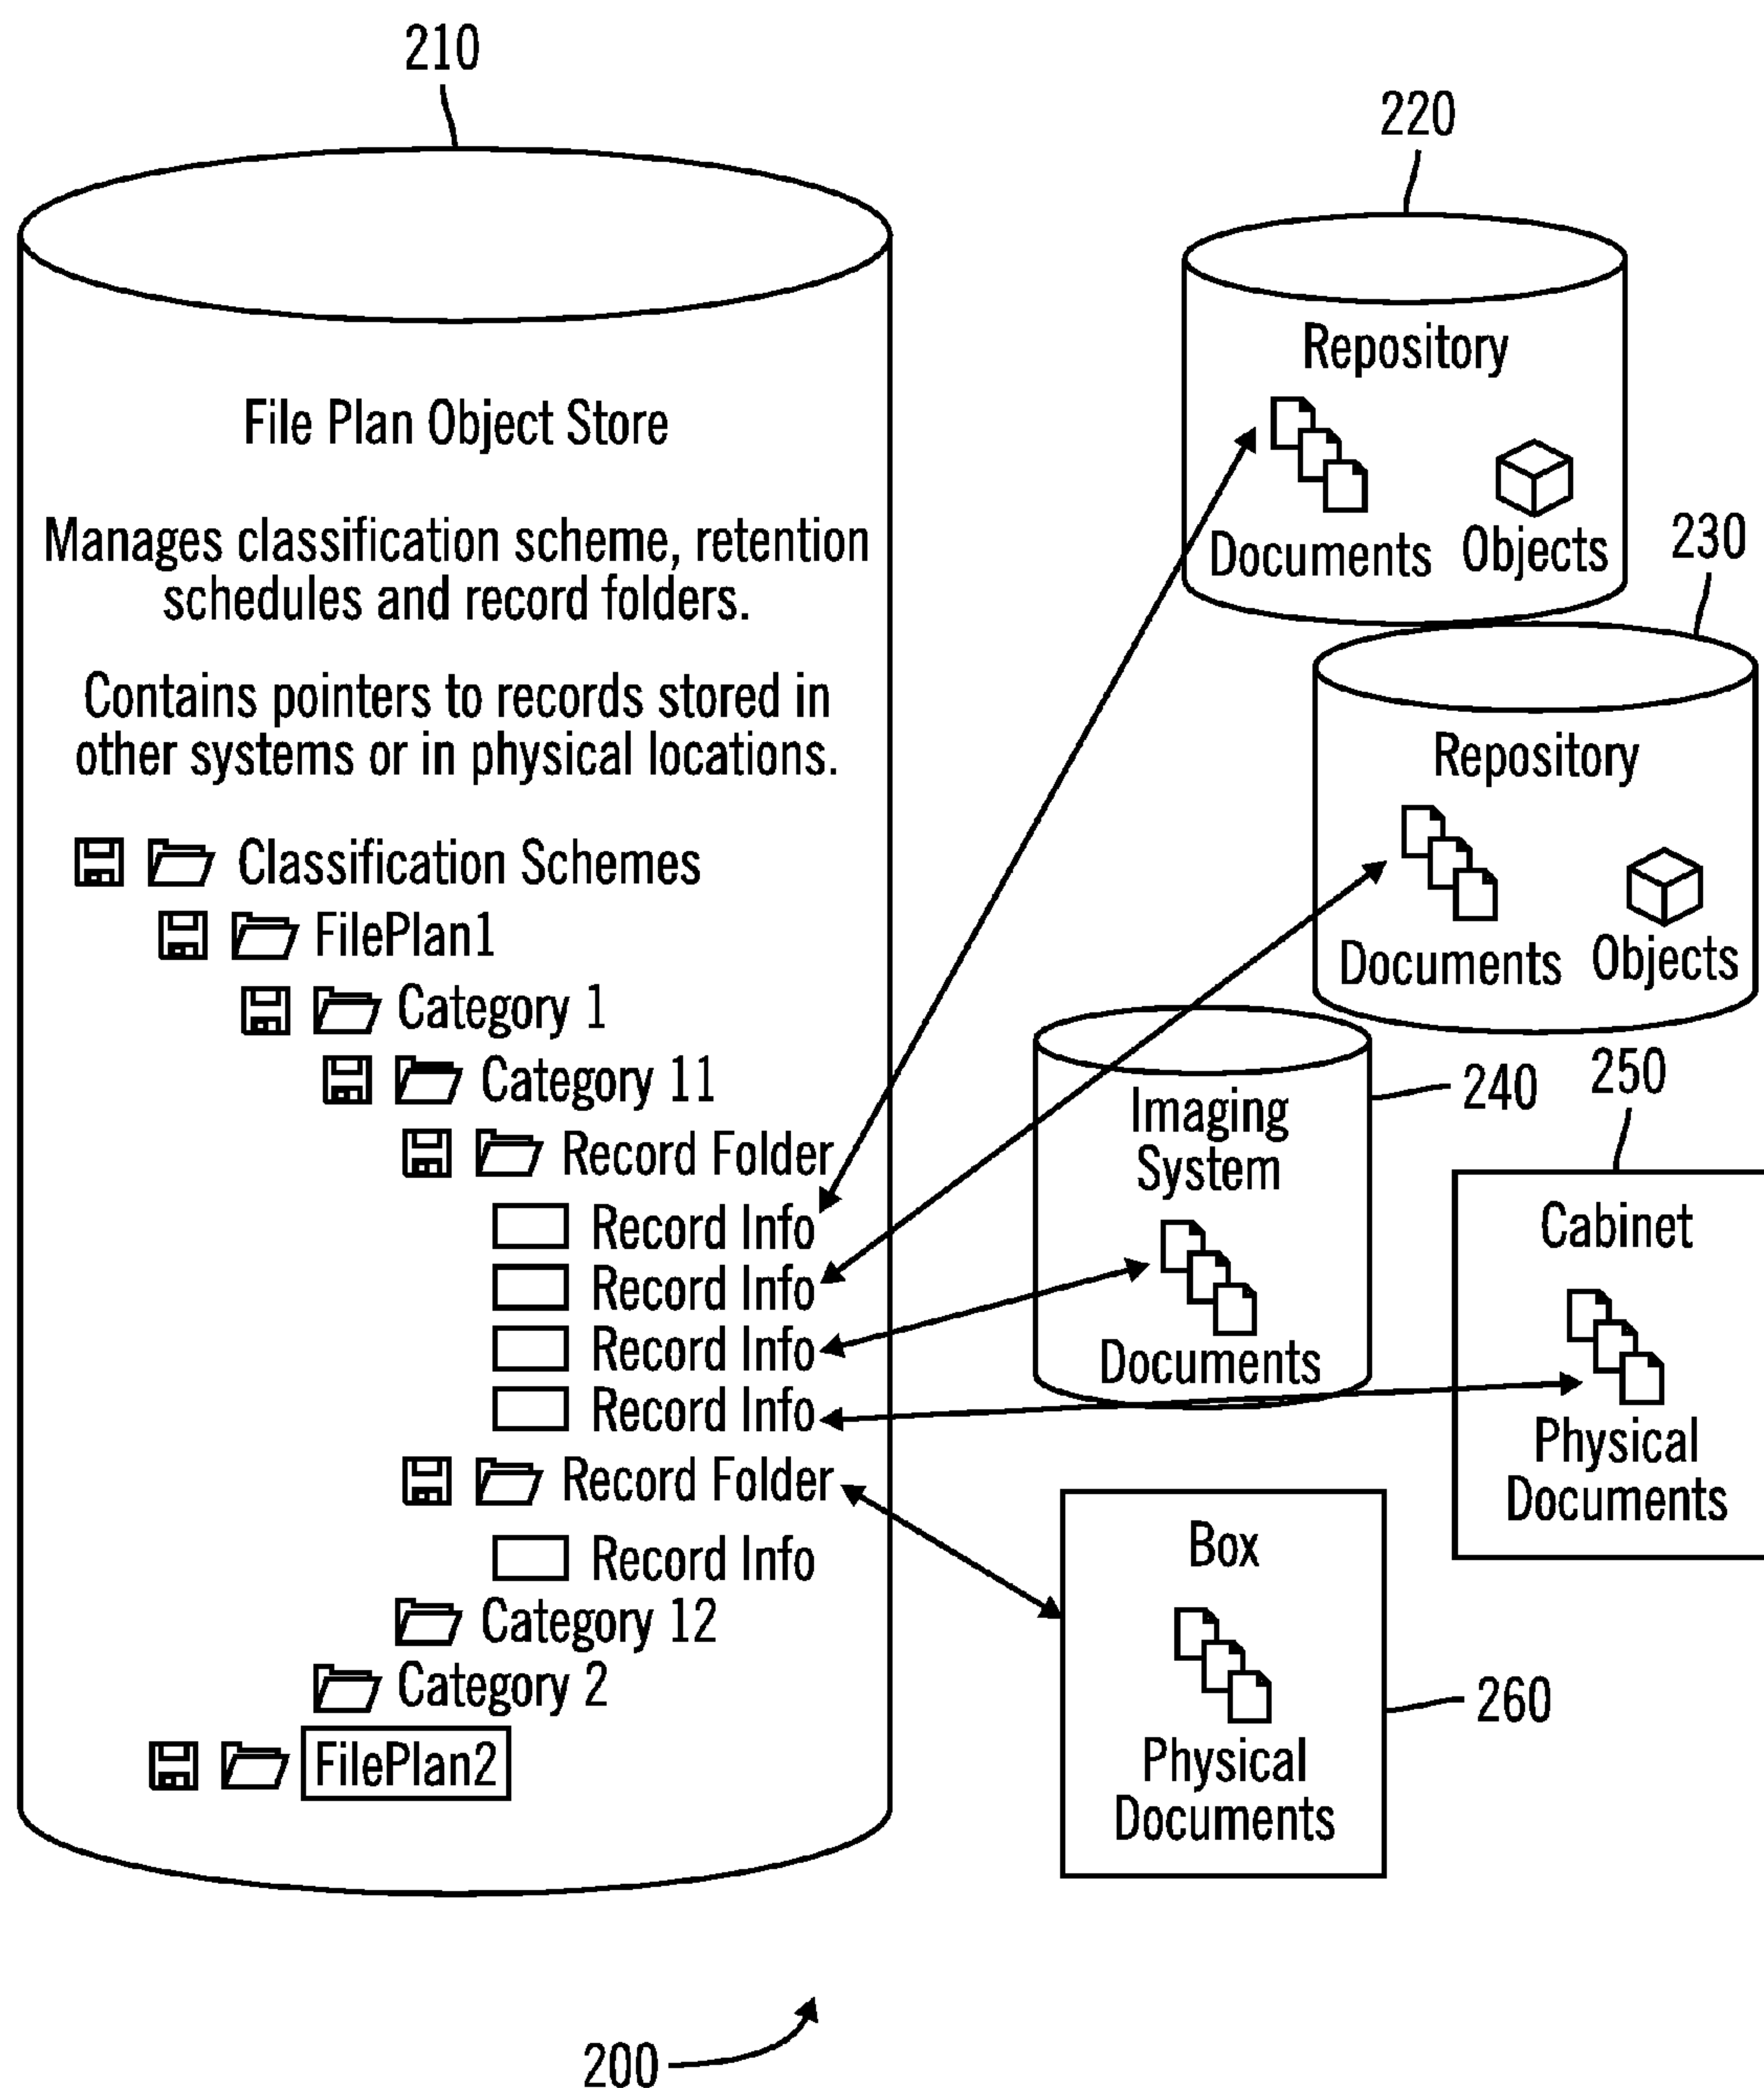 210
File Plan Object Store
Manages classification scheme, retention
schedules and record folders.
Contains pointers to records stored in
other systems or in physical locations.
Classification Schemes
FilePlan1
Category 1
Category 11
Record Folder
Record Info
Record Info
Record Info
Record Info
Record Folder
Record Info
Category 12
Category 2
FilePlan2
220
Repository
Documents
Objects
230
Repository
Documents
Objects
240
Imaging
System
Documents
250
Cabinet
Physical
Documents
260
Box
Physical
Documents
200